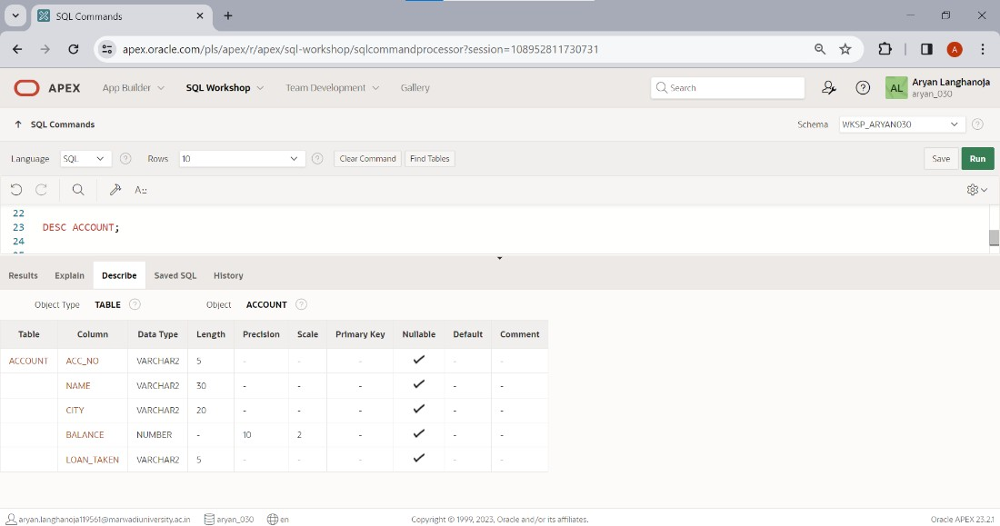 SQL Commands
apex.oracle.com/pls/apex/r/apex/sql-workshop/sqlcommandprocessor?session=108952811730731
A
APEX App Builder SQL Workshop Team Development Gallery Search AL Aryan Langhanoja
aryan_030
SQL Commands Schema WKSP_ARYAN030
Language SQL Rows 10 Clear Command Find Tables Save Run
22
23 DESC ACCOUNT;
24
Results Explain Describe Saved SQL History
Object Type TABLE Object ACCOUNT
Table Column Data Type Length Precision Scale Primary Key Nullable Default Comment
ACCOUNT ACC_NO VARCHAR2 5 - - - ✓ - -
NAME VARCHAR2 30 - - - ✓ - -
CITY VARCHAR2 20 - - - ✓ - -
BALANCE NUMBER - 10 2 - ✓ - -
LOAN_TAKEN VARCHAR2 5 - - - ✓ - -
aryan.langhanoja119561@marwadiuniversity.ac.in aryan_030 en Copyright © 1999, 2023, Oracle and/or its affiliates. Oracle APEX 23.2.1